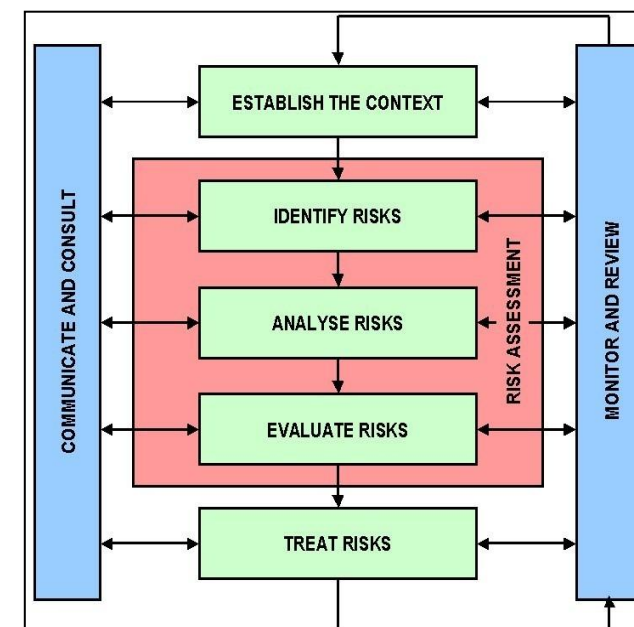 COMMUNICATE AND CONSULT
ESTABLISH THE CONTEXT
IDENTIFY RISKS
ANALYSE RISKS
EVALUATE RISKS
TREAT RISKS
RISK ASSESSMENT
MONITOR AND REVIEW